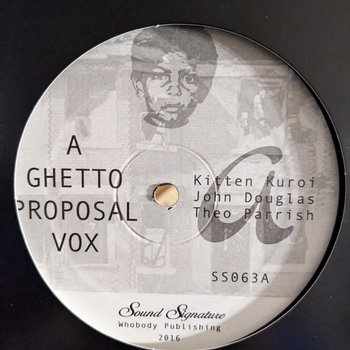 A
GHETTO
PROPOSAL
VOX
Kitten Kuroi
John Douglas
Theo Parrish
a
SS063A
Sound Signature
Whobody Publishing
2016